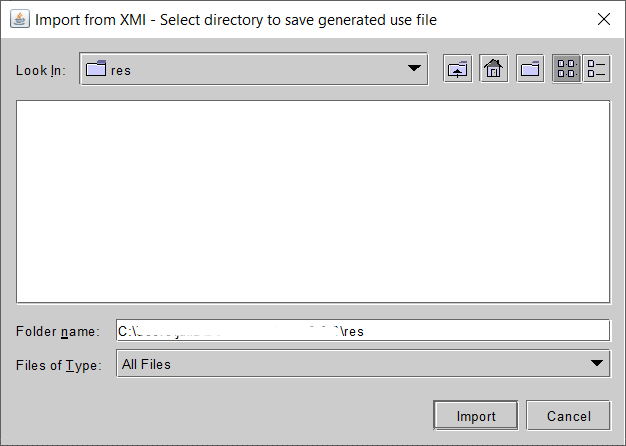 Import from XMI - Select directory to save generated use file
Look In:
res
Folder name:
C:\
\res
Files of Type:
All Files
Import
Cancel